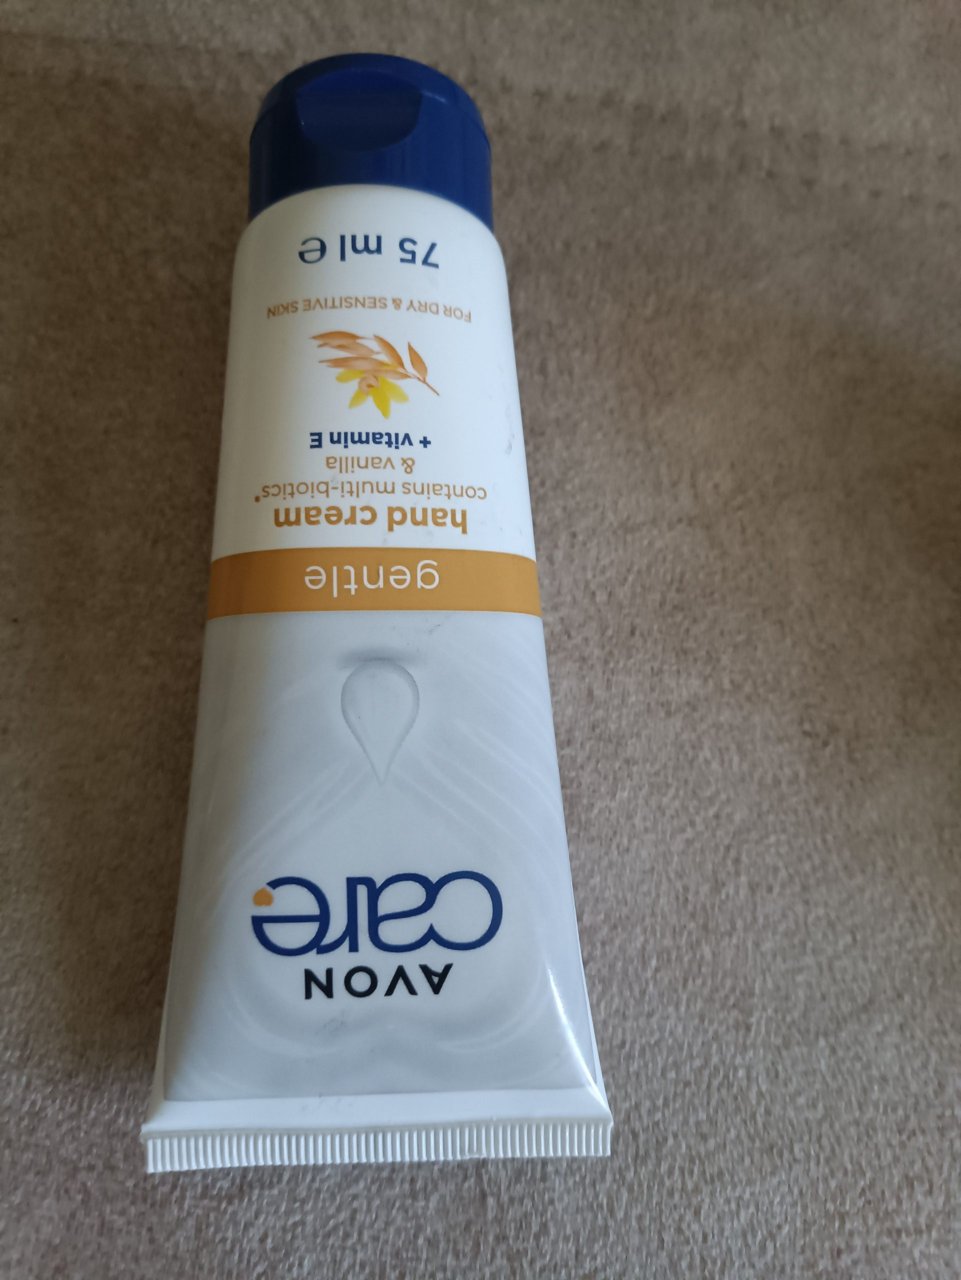 AVON
care
gentle
hand cream
contains multi-biotics*
& vanilla
+ vitamin E
FOR DRY & SENSITIVE SKIN
75 ml ℮